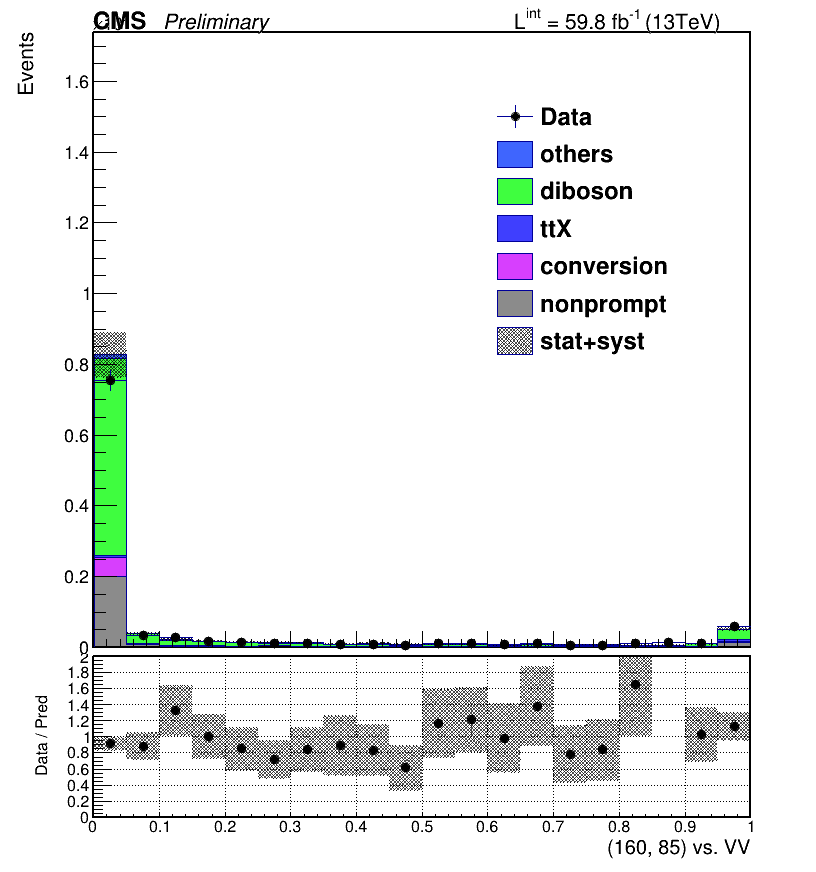 CMS Preliminary L^int = 59.8 fb^-1 (13TeV)
Events
1.6
1.4
1.2
1
0.8
0.6
0.4
0.2
0
Data
others
diboson
ttX
conversion
nonprompt
stat+syst
Data / Pred
2
1.8
1.6
1.4
1.2
1
0.8
0.6
0.4
0.2
0
0 0.1 0.2 0.3 0.4 0.5 0.6 0.7 0.8 0.9 1
(160, 85) vs. VV